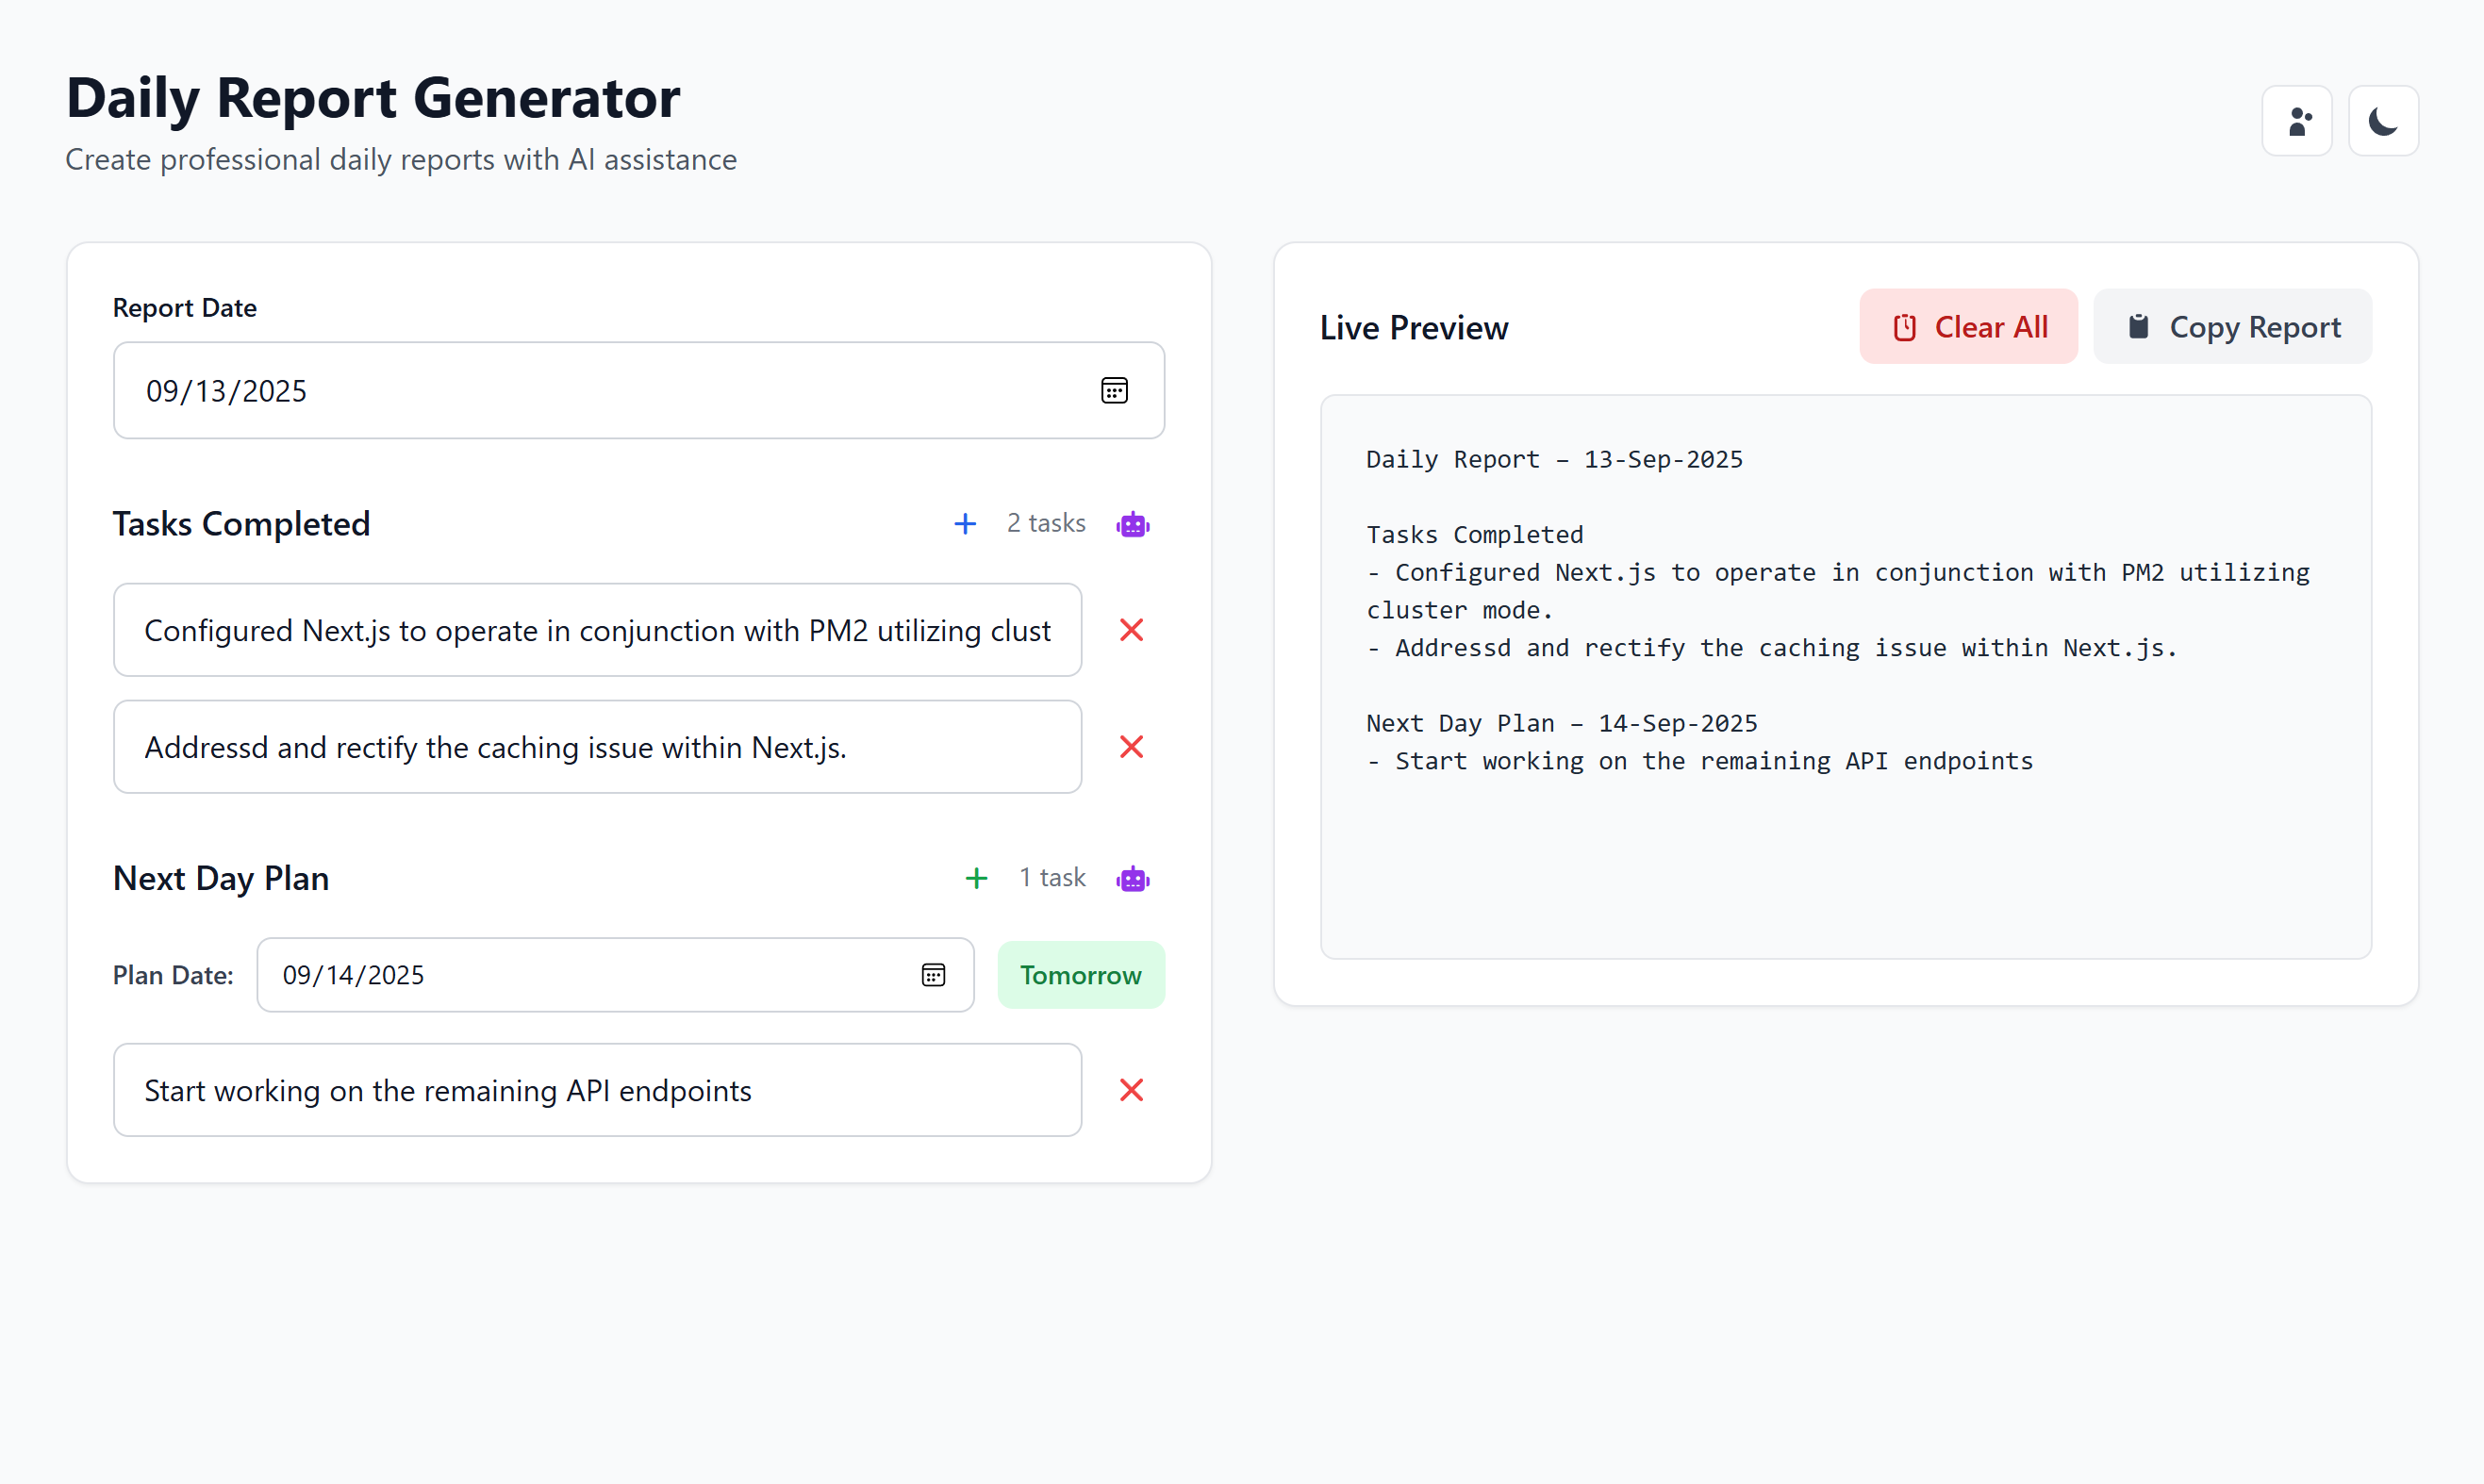 Daily Report Generator
Create professional daily reports with AI assistance
Report Date
09/13/2025
Tasks Completed
2 tasks
Configured Next.js to operate in conjunction with PM2 utilizing clust
Addressd and rectify the caching issue within Next.js.
Next Day Plan
1 task
Plan Date:
09/14/2025
Tomorrow
Start working on the remaining API endpoints
Live Preview
Clear All
Copy Report
Daily Report – 13-Sep-2025
Tasks Completed
- Configured Next.js to operate in conjunction with PM2 utilizing
cluster mode.
- Addressd and rectify the caching issue within Next.js.
Next Day Plan – 14-Sep-2025
- Start working on the remaining API endpoints